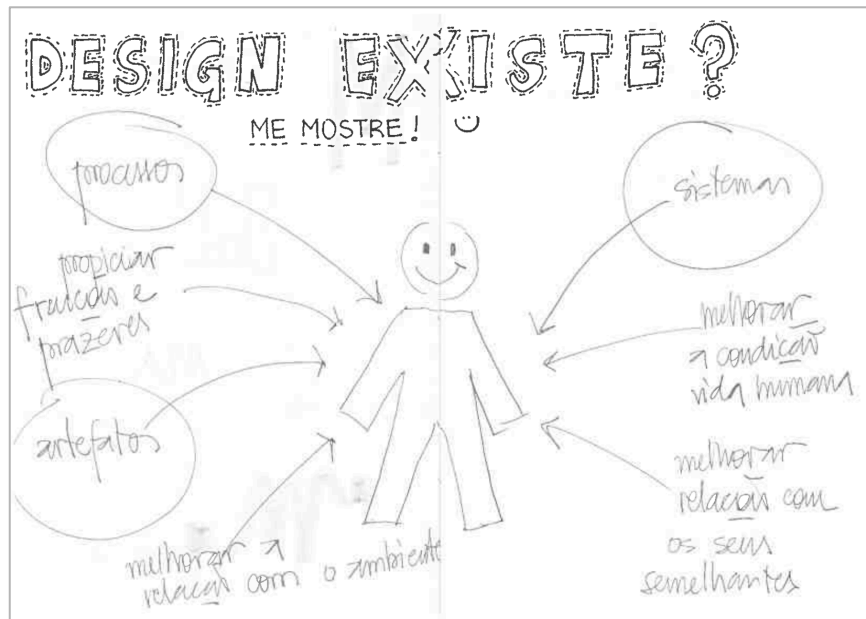 DESIGN EXISTE?
ME MOSTRE!
processos
propiciar
fruição e
prazeres
artefatos
melhorar a
relação com o ambiente
sistemas
melhorar
a condição
vida humana
melhorar
relação com
os seus
semelhantes